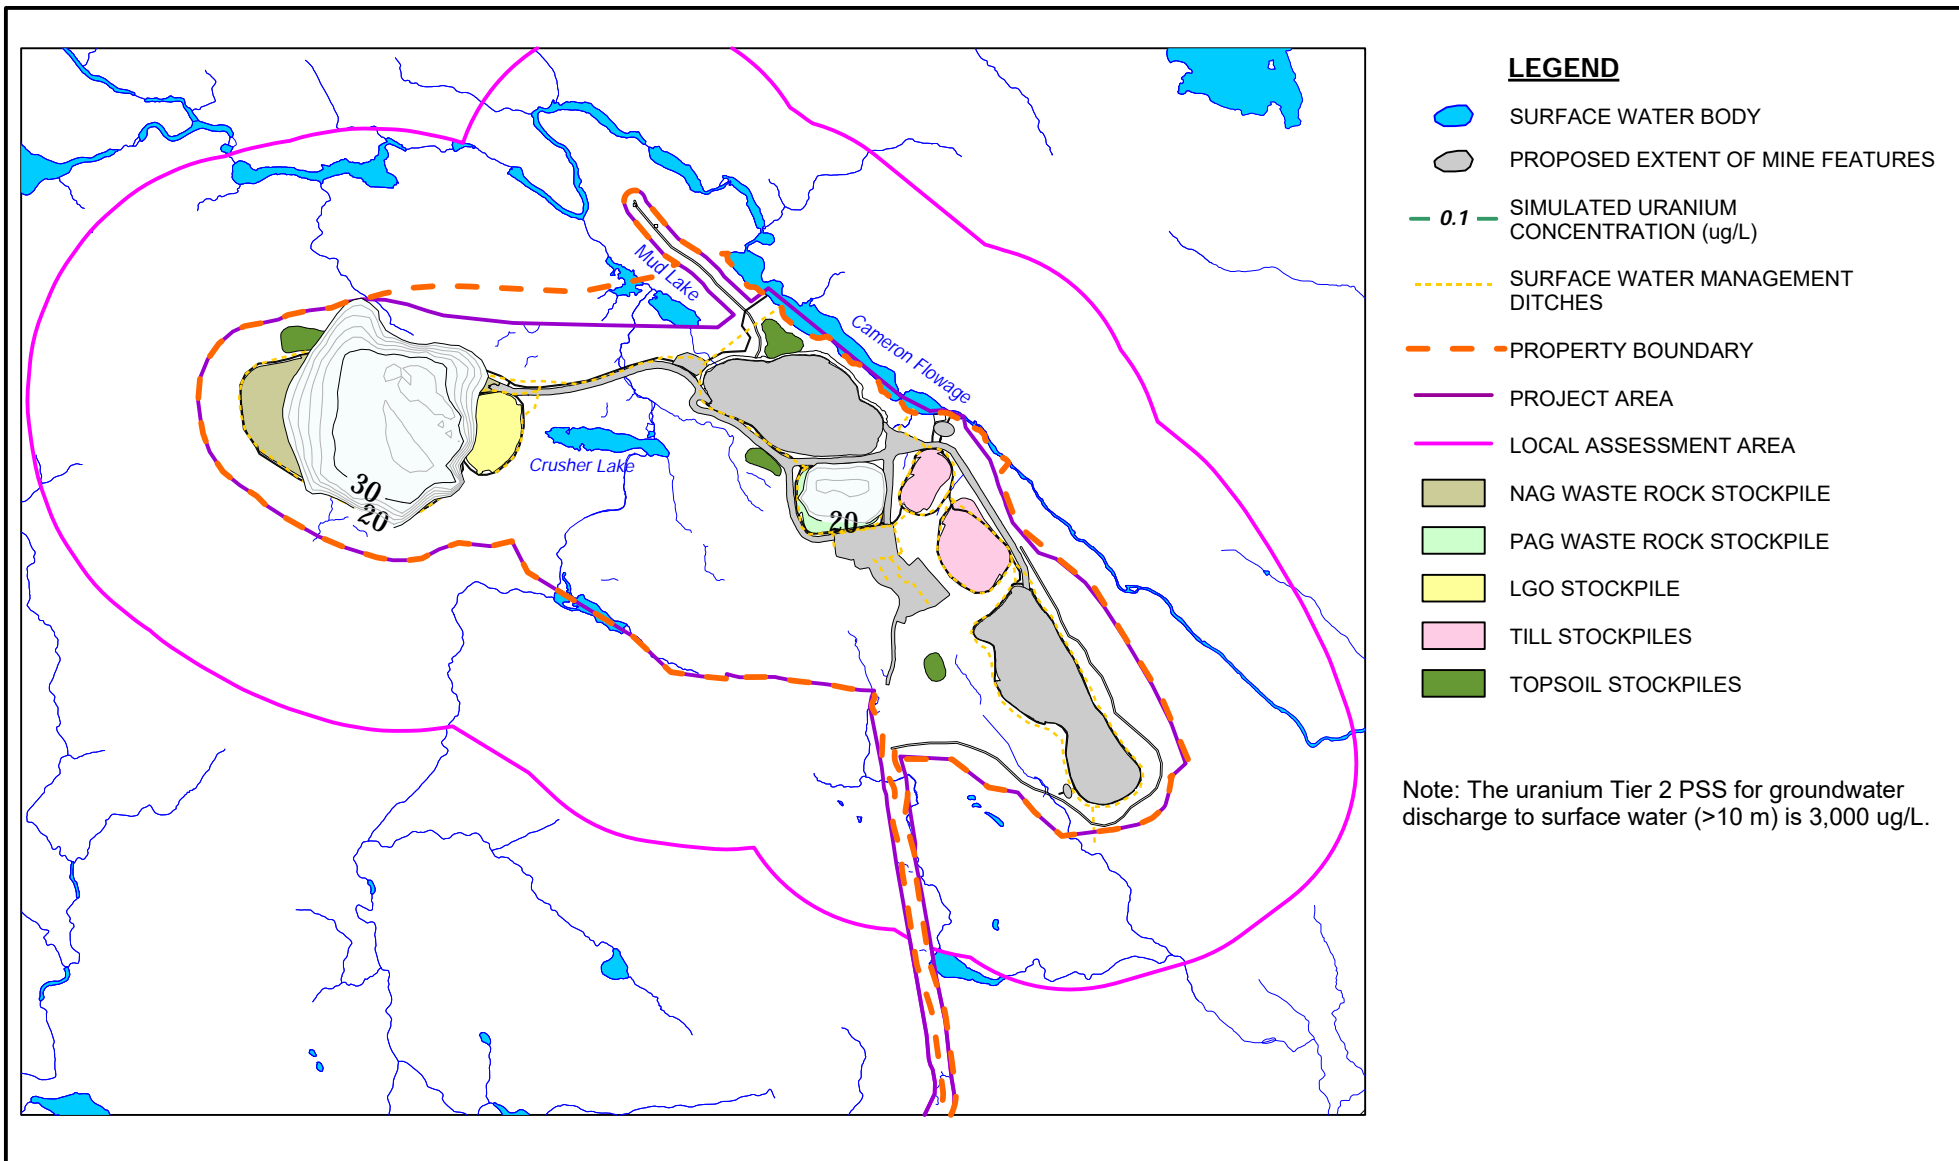 LEGEND
SURFACE WATER BODY
PROPOSED EXTENT OF MINE FEATURES
0.1
SIMULATED URANIUM
CONCENTRATION (ug/L)
SURFACE WATER MANAGEMENT
DITCHES
PROPERTY BOUNDARY
PROJECT AREA
LOCAL ASSESSMENT AREA
NAG WASTE ROCK STOCKPILE
PAG WASTE ROCK STOCKPILE
LGO STOCKPILE
TILL STOCKPILES
TOPSOIL STOCKPILES
Note: The uranium Tier 2 PSS for groundwater
discharge to surface water (>10 m) is 3,000 ug/L.
Mud Lake
Cameron Flowage
Crusher Lake
30
20
20